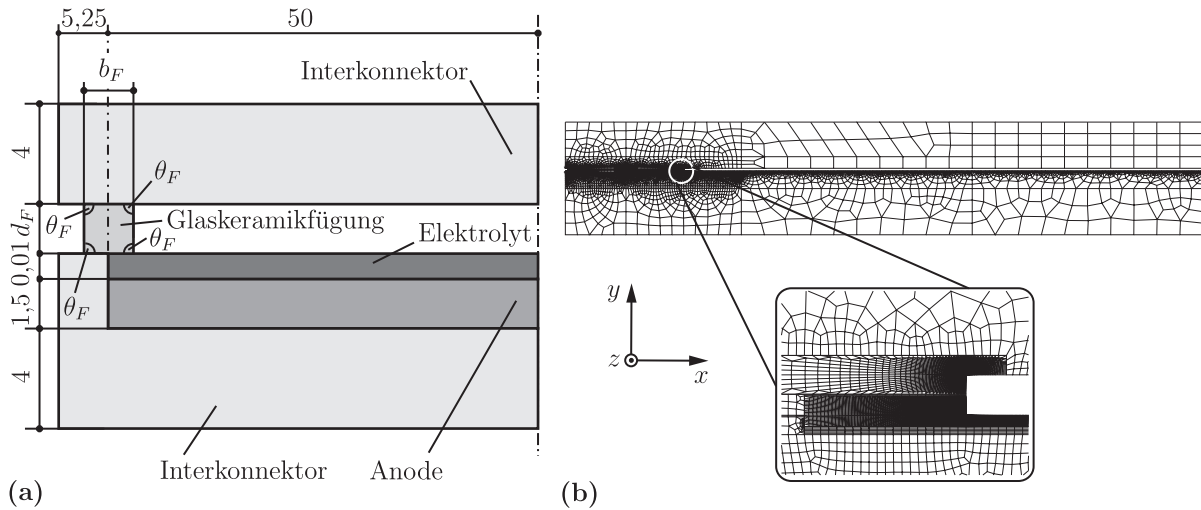 5,25
50
b_F
Interkonnektor
4
θ_F
θ_F
Glaskeramikfügung
d_F
θ_F
Elektrolyt
0,01
θ_F
1,5
4
Interkonnektor
Anode
(a)
y
z
x
(b)